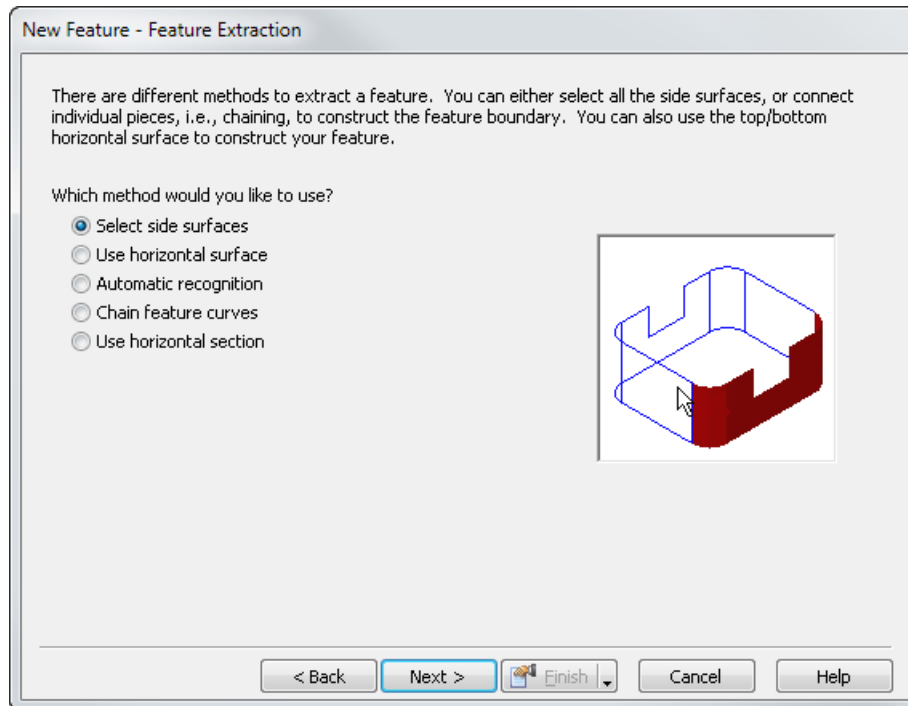 New Feature - Feature Extraction
There are different methods to extract a feature. You can either select all the side surfaces, or connect
individual pieces, i.e., chaining, to construct the feature boundary. You can also use the top/bottom
horizontal surface to construct your feature.
Which method would you like to use?
Select side surfaces
Use horizontal surface
Automatic recognition
Chain feature curves
Use horizontal section
< Back Next > Finish Cancel Help